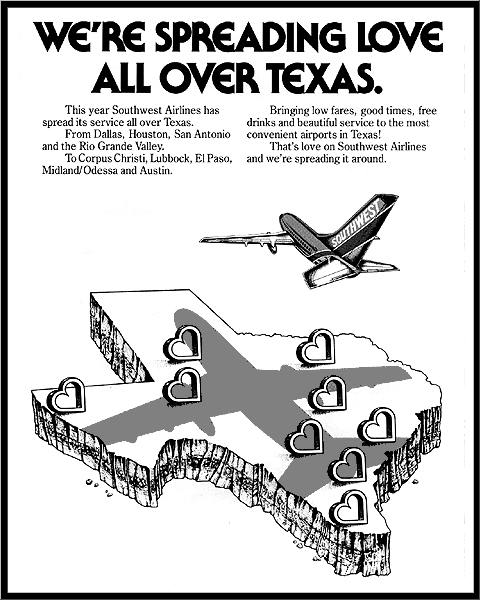 WE'RE SPREADING LOVE
ALL OVER TEXAS.
This year Southwest Airlines has
spread its service all over Texas.
From Dallas, Houston, San Antonio
and the Rio Grande Valley.
To Corpus Christi, Lubbock, El Paso,
Midland/Odessa and Austin.
Bringing low fares, good times, free
drinks and beautiful service to the most
convenient airports in Texas!
That's love on Southwest Airlines
and we're spreading it around.
SOUTHWEST